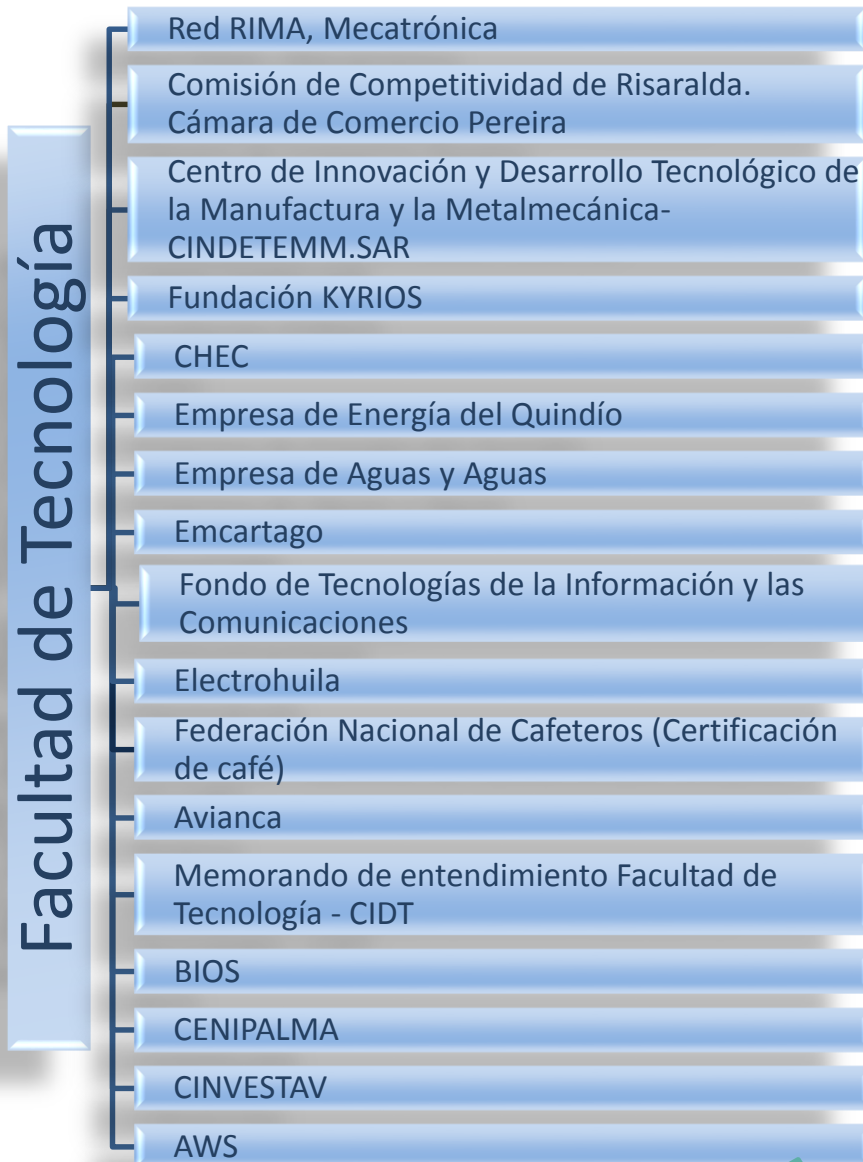 Facultad de Tecnología
Red RIMA, Mecatrónica
Comisión de Competitividad de Risaralda.
Cámara de Comercio Pereira
Centro de Innovación y Desarrollo Tecnológico de
la Manufactura y la Metalmecánica-
CINDETEMM.SAR
Fundación KYRIOS
CHEC
Empresa de Energía del Quindío
Empresa de Aguas y Aguas
Emcartago
Fondo de Tecnologías de la Información y las
Comunicaciones
Electrohuila
Federación Nacional de Cafeteros (Certificación
de café)
Avianca
Memorando de entendimiento Facultad de
Tecnología - CIDT
BIOS
CENIPALMA
CINVESTAV
AWS